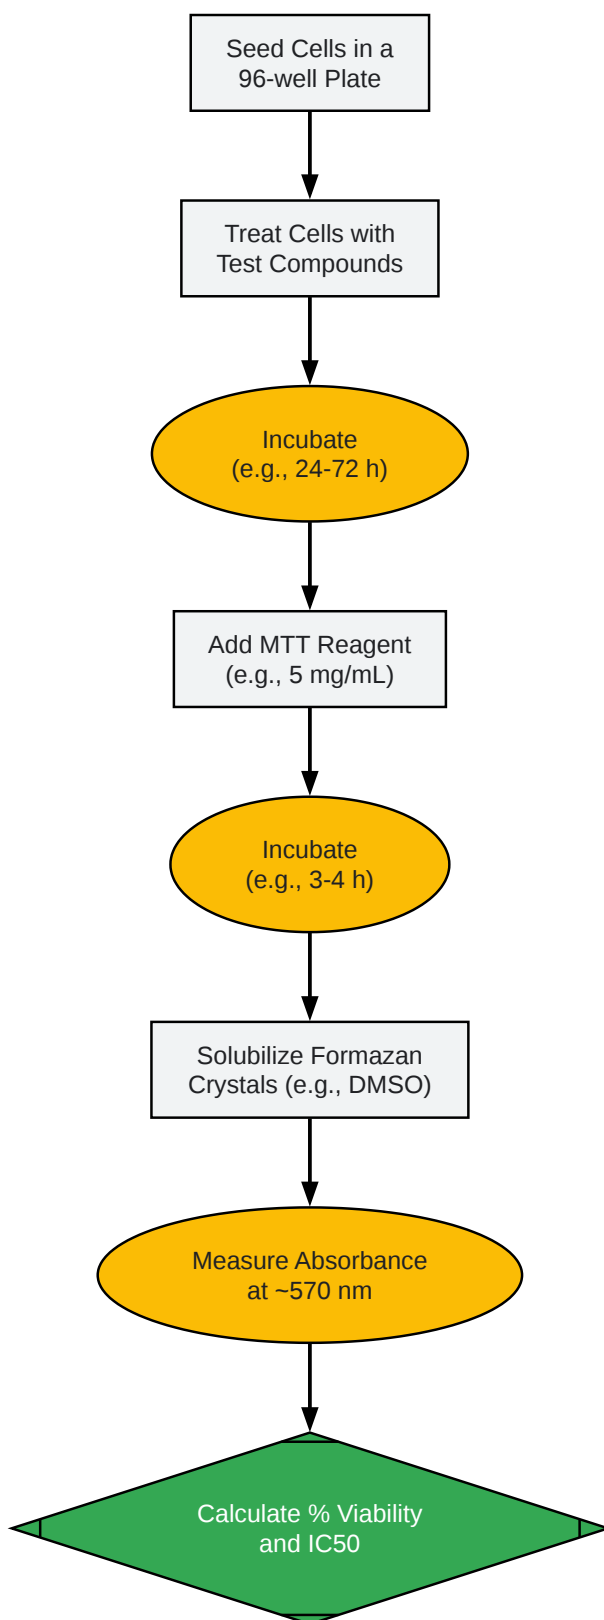 Seed Cells in a
96-well Plate
Treat Cells with
Test Compounds
Incubate
(e.g., 24-72 h)
Add MTT Reagent
(e.g., 5 mg/mL)
Incubate
(e.g., 3-4 h)
Solubilize Formazan
Crystals (e.g., DMSO)
Measure Absorbance
at ~570 nm
Calculate % Viability
and IC50